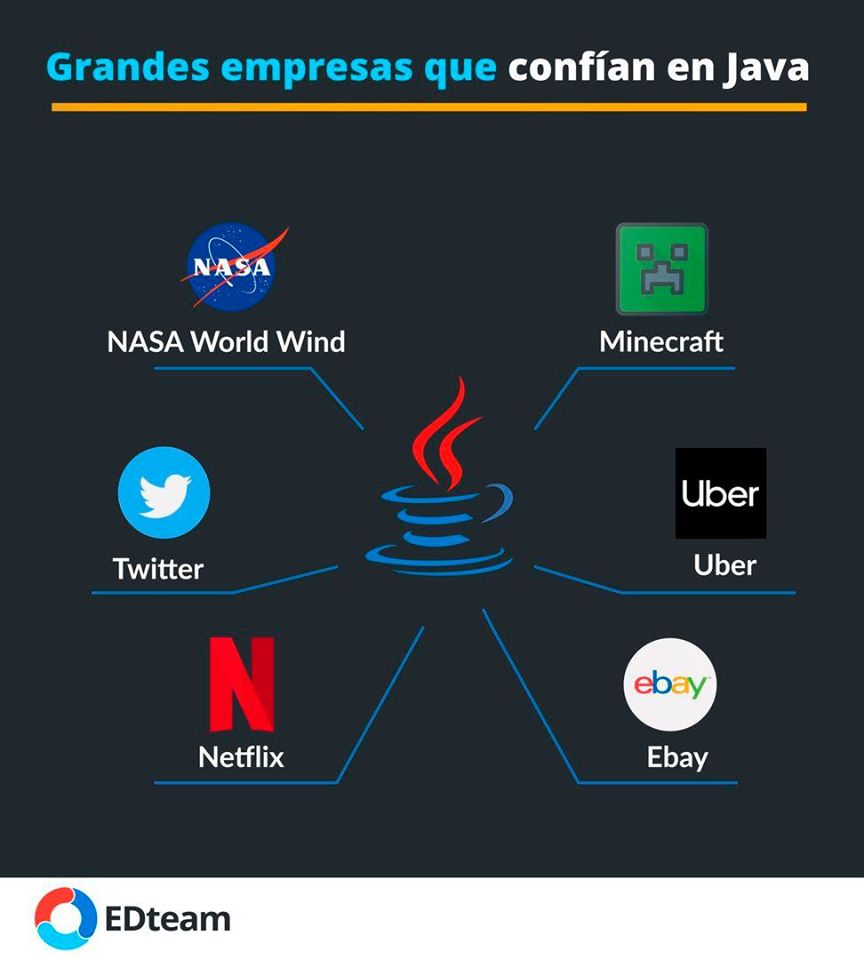 Grandes empresas que confían en Java
NASA
NASA World Wind
Minecraft
Twitter
Uber
Uber
N
Netflix
ebay
Ebay
EDteam